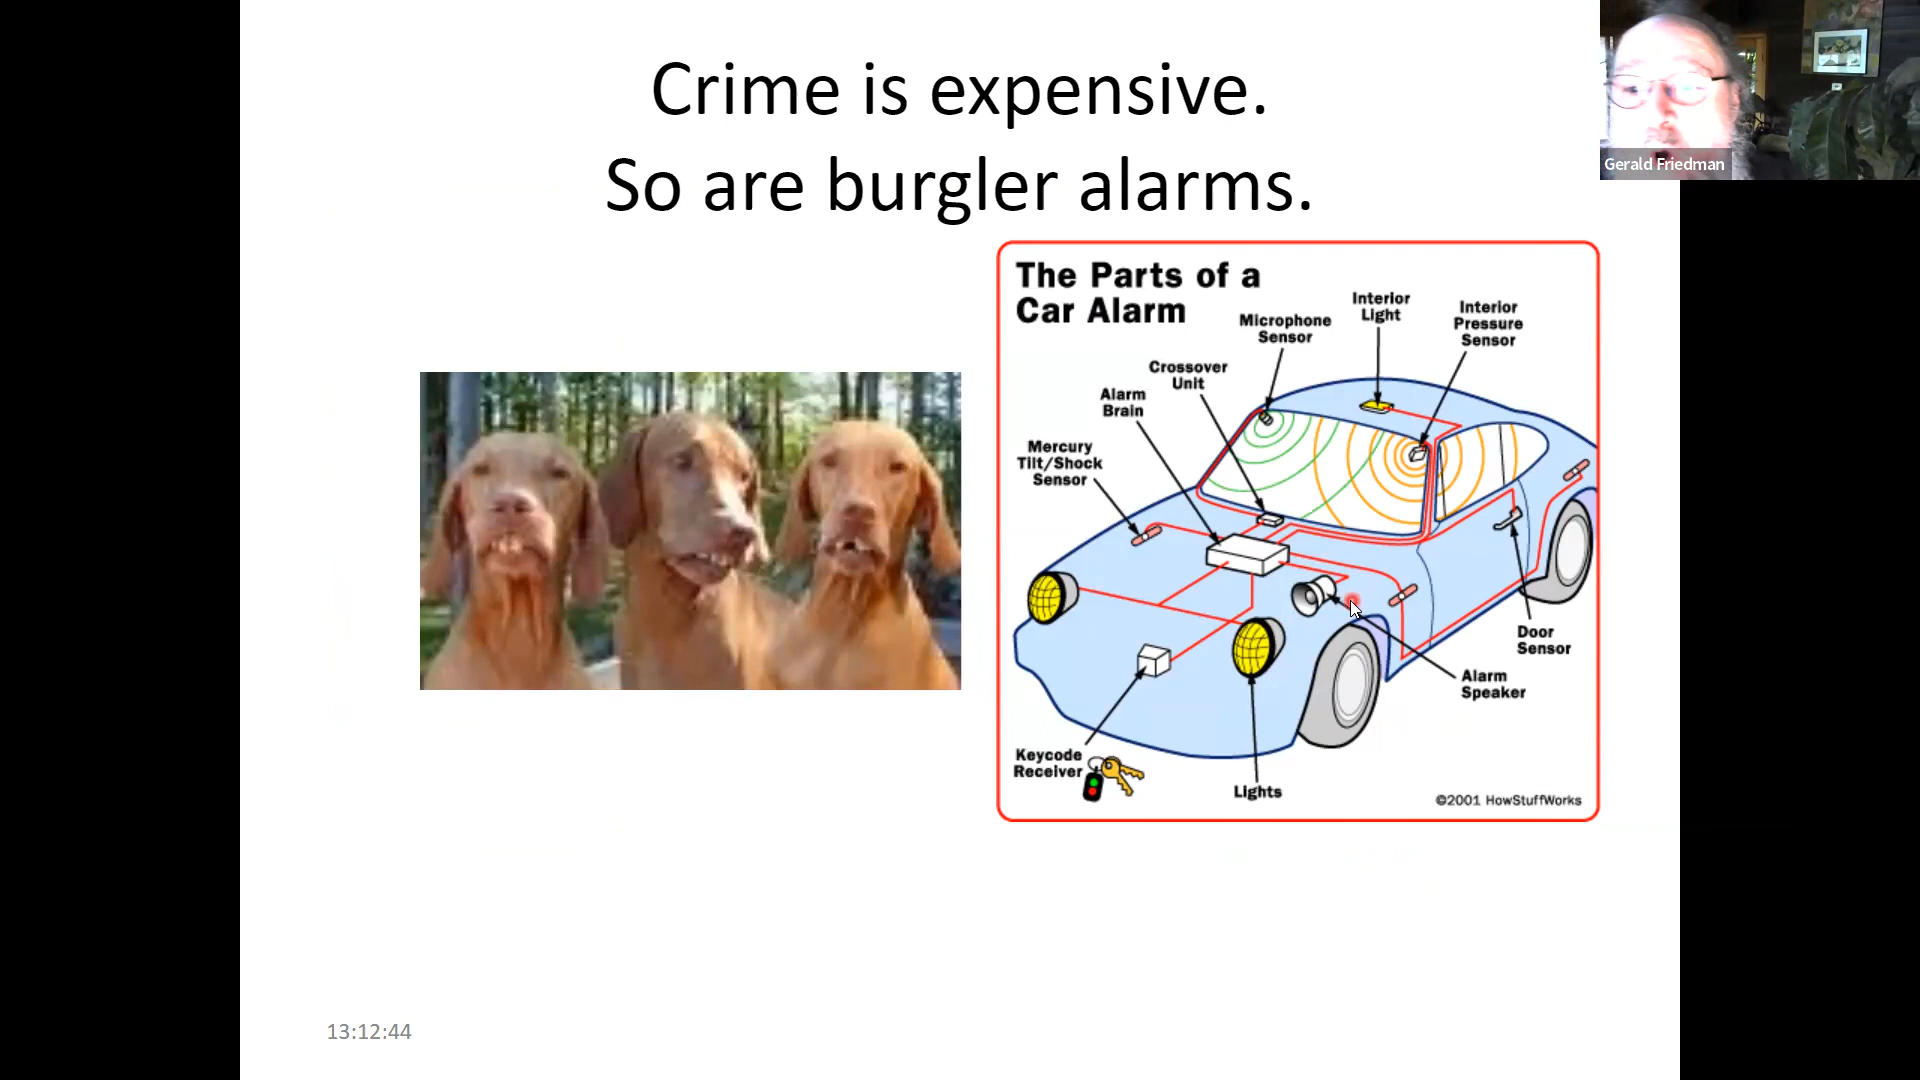 Crime is expensive.
So are burgler alarms.
Gerald Friedman
The Parts of a
Car Alarm
Microphone
Sensor
Interior
Light
Interior
Pressure
Sensor
Crossover
Unit
Alarm
Brain
Mercury
Tilt/Shock
Sensor
Door
Sensor
Alarm
Speaker
Keycode
Receiver
Lights
©2001 HowStuffWorks
13:12:44